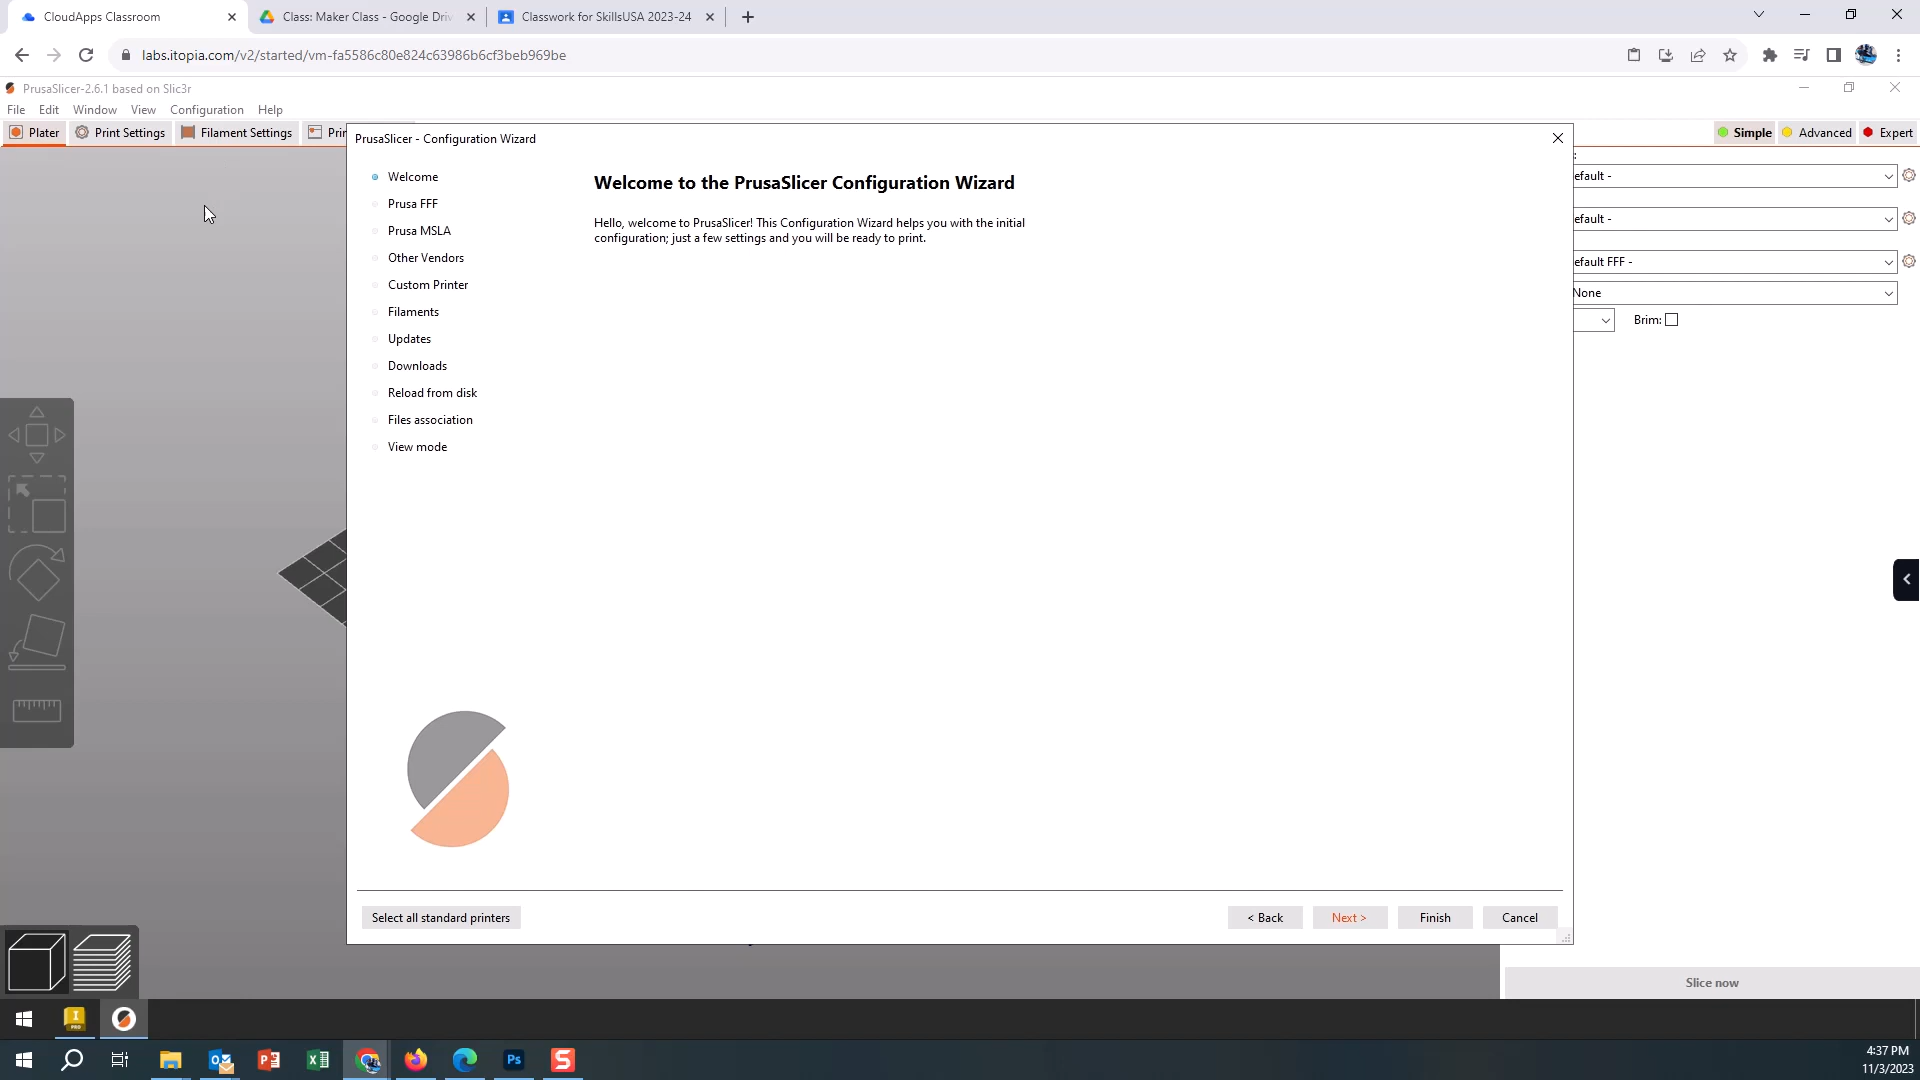 CloudApps Classroom
Class: Maker Class - Google Driv
Classwork for SkillsUSA 2023-24
labs.itopia.com/v2/started/vm-fa5586c80e824c63986b6cf3beb969be
PrusaSlicer-2.6.1 based on Slic3r
File Edit Window View Configuration Help
Plater Print Settings Filament Settings Prin
Simple Advanced Expert
PrusaSlicer - Configuration Wizard
Welcome
Prusa FFF
Prusa MSLA
Other Vendors
Custom Printer
Filaments
Updates
Downloads
Reload from disk
Files association
View mode
Welcome to the PrusaSlicer Configuration Wizard
Hello, welcome to PrusaSlicer! This Configuration Wizard helps you with the initial
configuration; just a few settings and you will be ready to print.
:
efault -
efault -
efault FFF -
None
Brim:
Select all standard printers
< Back Next > Finish Cancel
Slice now
I
PRO
P
X
Ps
S
4:37 PM
11/3/2023